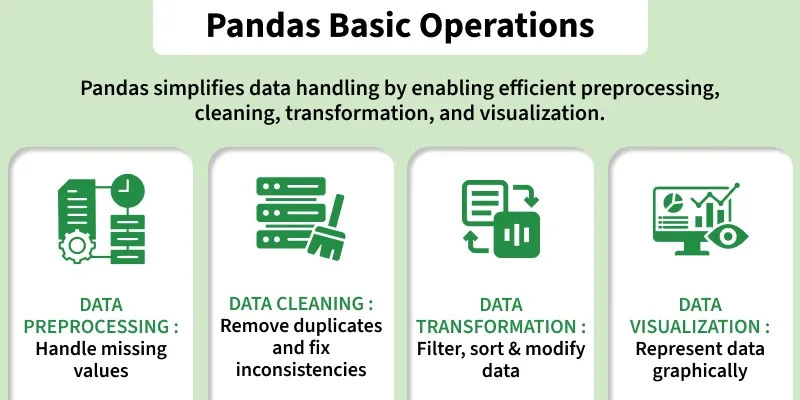 Pandas Basic Operations
Pandas simplifies data handling by enabling efficient preprocessing,
cleaning, transformation, and visualization.
DATA
PREPROCESSING :
Handle missing
values
DATA CLEANING :
Remove duplicates
and fix
inconsistencies
DATA
TRANSFORMATION :
Filter, sort & modify
data
DATA
VISUALIZATION :
Represent data
graphically